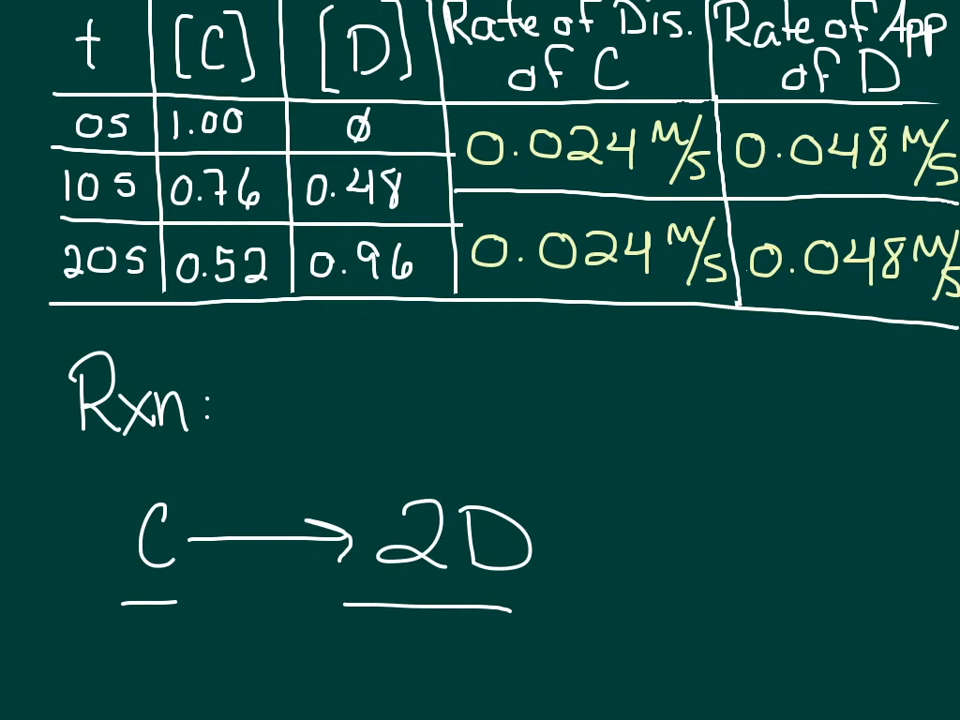 t [C] [D] Rate of Dis. of C Rate of App of D
0s 1.00 ∅ 0.024 M/s 0.048 M/s
10s 0.76 0.48
20s 0.52 0.96 0.024 M/s 0.048 M/s
Rxn:
C → 2D